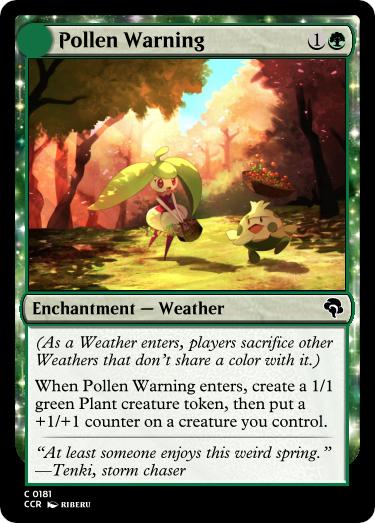 Pollen Warning 1
Enchantment — Weather
(As a Weather enters, players sacrifice other
Weathers that don't share a color with it.)
When Pollen Warning enters, create a 1/1
green Plant creature token, then put a
+1/+1 counter on a creature you control.
“At least someone enjoys this weird spring.”
—Tenki, storm chaser
C 0181
CCR RIBERU